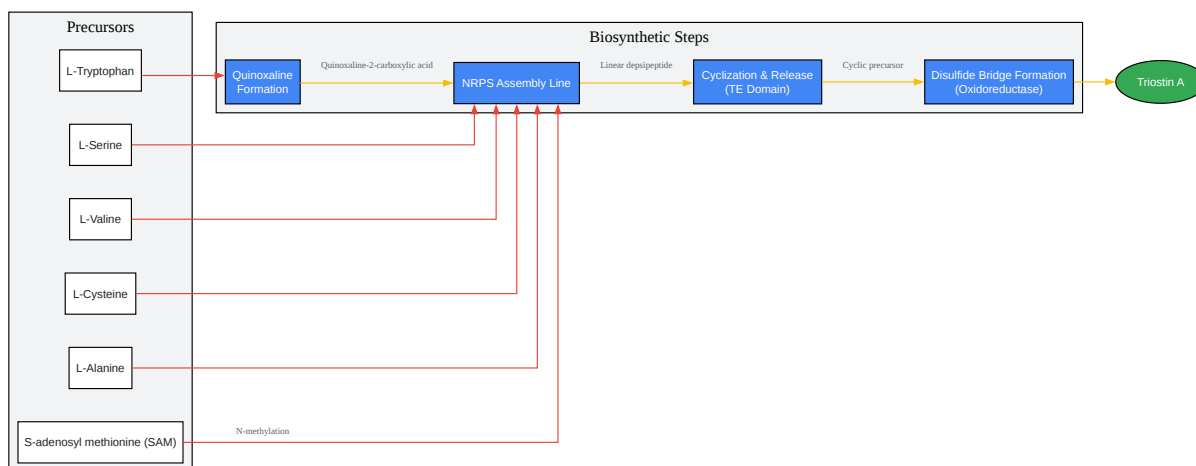 Precursors
L-Tryptophan
L-Serine
L-Valine
L-Cysteine
L-Alanine
S-adenosyl methionine (SAM)
N-methylation
Biosynthetic Steps
Quinoxaline
Formation
Quinoxaline-2-carboxylic acid
NRPS Assembly Line
Linear depsipeptide
Cyclization & Release
(TE Domain)
Cyclic precursor
Disulfide Bridge Formation
(Oxidoreductase)
Triostin A